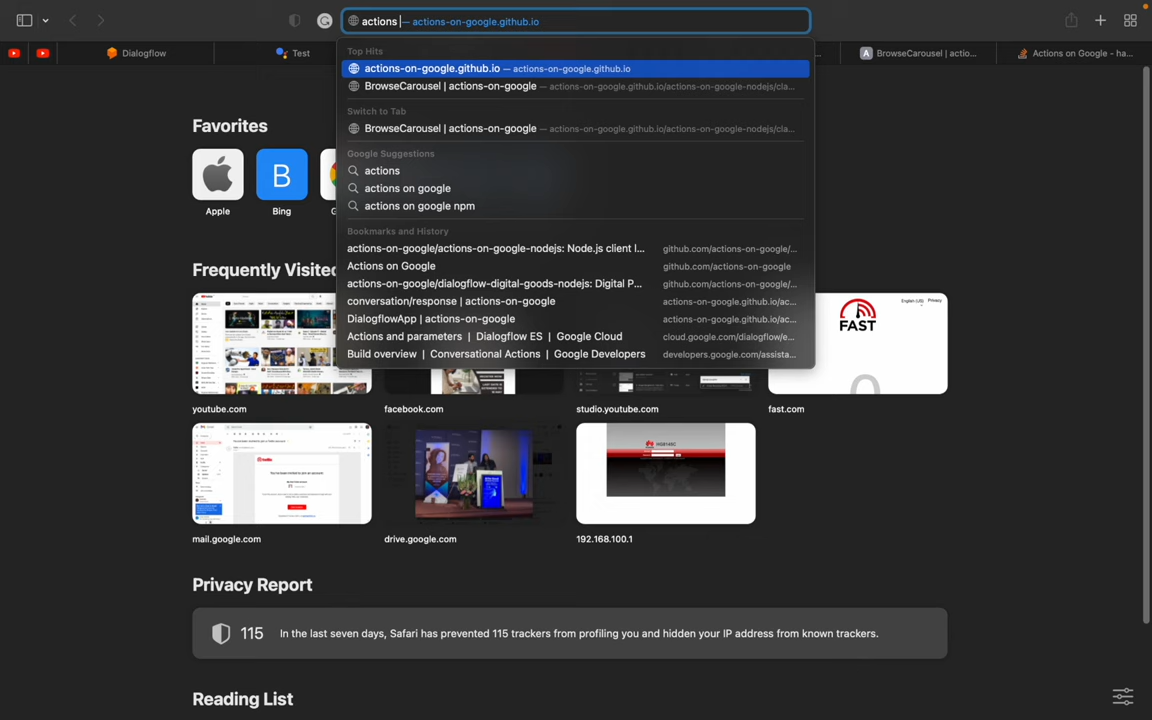 actions — actions-on-google.github.io
Dialogflow
Test
BrowseCarousel | actio...
Actions on Google - ha...
Top Hits
actions-on-google.github.io — actions-on-google.github.io
BrowseCarousel | actions-on-google — actions-on-google.github.io/actions-on-google-nodejs/cla...
Switch to Tab
BrowseCarousel | actions-on-google — actions-on-google.github.io/actions-on-google-nodejs/cla...
Google Suggestions
actions
actions on google
actions on google npm
Bookmarks and History
actions-on-google/actions-on-google-nodejs: Node.js client l... github.com/actions-on-google/...
Actions on Google github.com/actions-on-google
actions-on-google/dialogflow-digital-goods-nodejs: Digital P... github.com/actions-on-google/...
conversation/response | actions-on-google actions-on-google.github.io/ac...
DialogflowApp | actions-on-google actions-on-google.github.io/ac...
Actions and parameters | Dialogflow ES | Google Cloud cloud.google.com/dialogflow/e...
Build overview | Conversational Actions | Google Developers developers.google.com/assista...
Favorites
B
Apple
Bing
Frequently Visited
English (US) Privacy
FAST
youtube.com
facebook.com
studio.youtube.com
fast.com
HG8145C
mail.google.com
drive.google.com
192.168.100.1
Privacy Report
115 In the last seven days, Safari has prevented 115 trackers from profiling you and hidden your IP address from known trackers.
Reading List